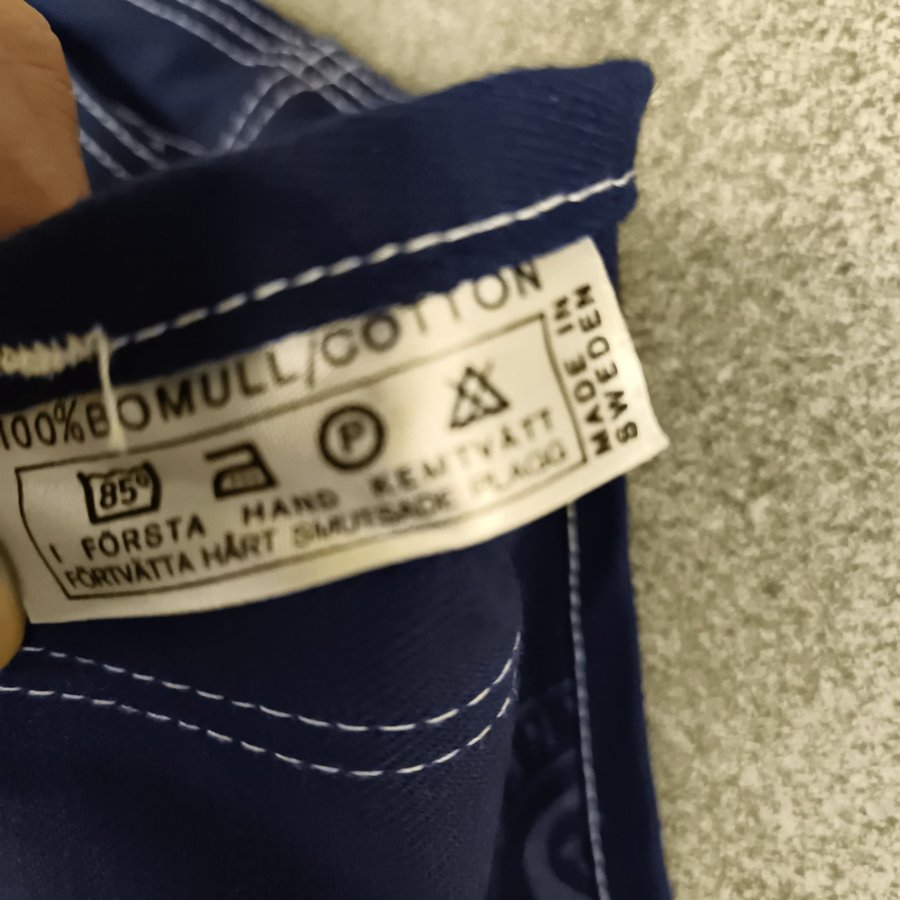 100%BOMULL/COTTON
MADE IN
SWEDEN
85°
P
I FÖRSTA HAND KEMTVÄTT
FÖRTVÄTTA HÅRT SMUTSADE PLAGG